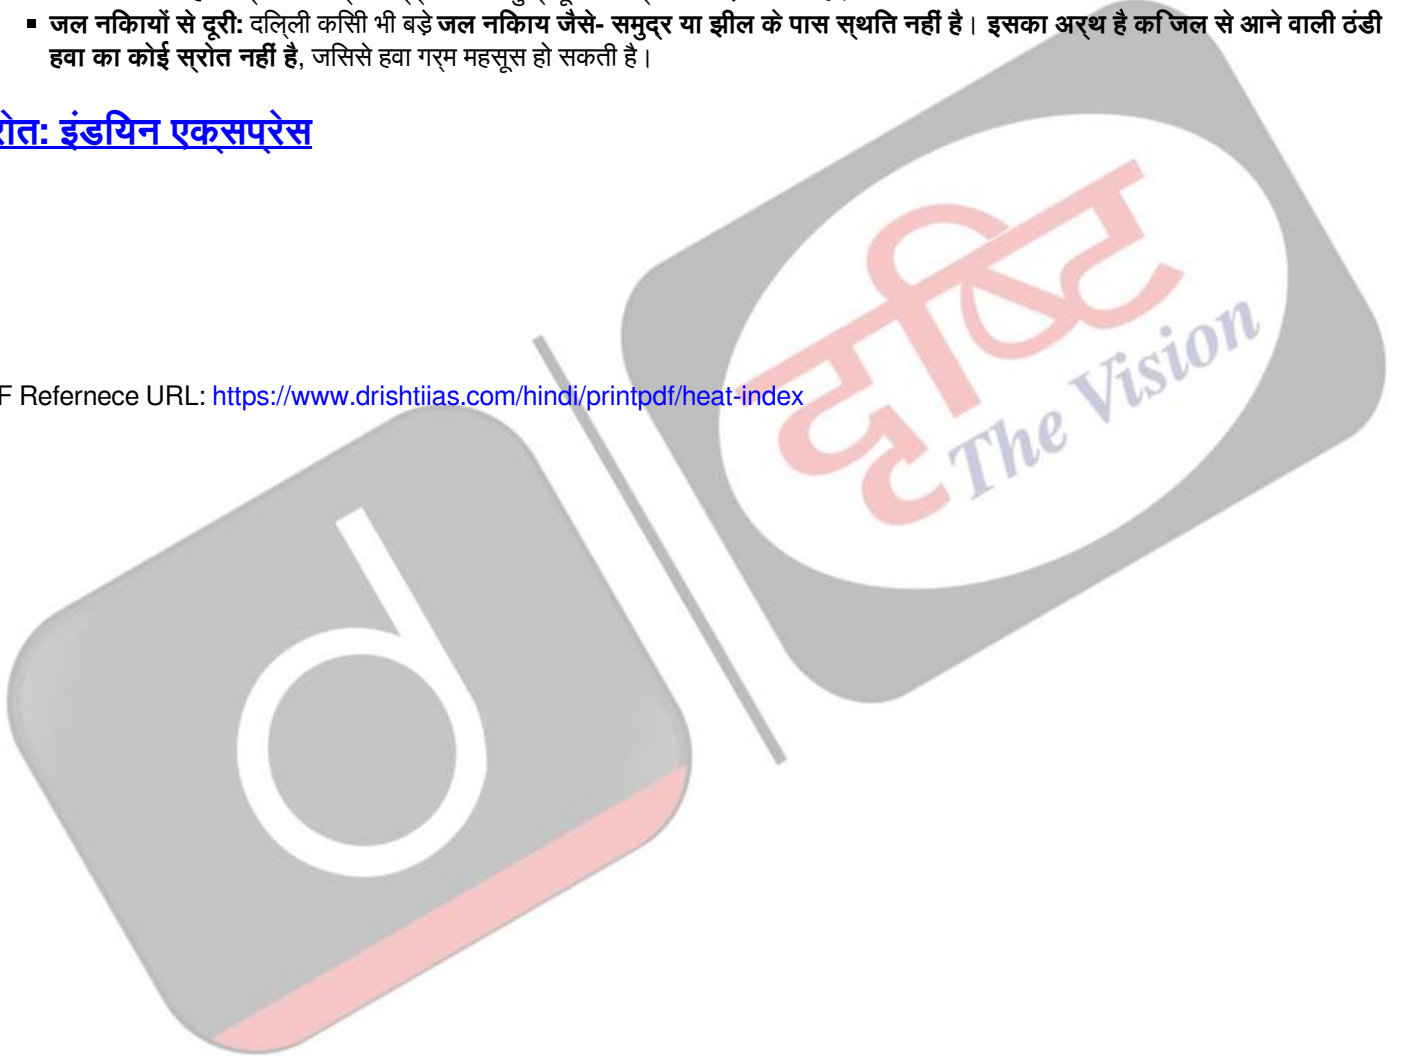 जल निकायों से दूरी: दिल्ली किसी भी बड़े जल निकाय जैसे- समुद्र या झील के पास स्थित नहीं है। इसका अर्थ है कि जल से आने वाली ठंडी
हवा का कोई स्रोत नहीं है, जिससे हवा गर्म महसूस हो सकती है।
रोत: इंडियन एक्सप्रेस
F Refernece URL: https://www.drishtiias.com/hindi/printpdf/heat-index
दृष्टि
The Vision
d